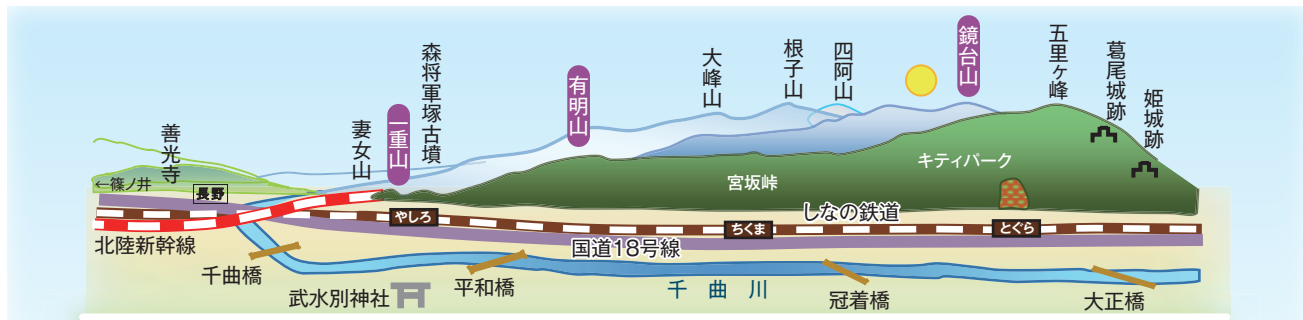 善光寺
妻女山
一重山
森将軍塚古墳
有明山
大峰山
根子山
四阿山
鏡台山
五里ヶ峰
葛尾城跡
姫城跡
←篠ノ井
長野
宮坂峠
キティパーク
やしろ
ちくま
とぐら
しなの鉄道
北陸新幹線
国道18号線
千曲橋
武水別神社
平和橋
千曲川
冠着橋
大正橋